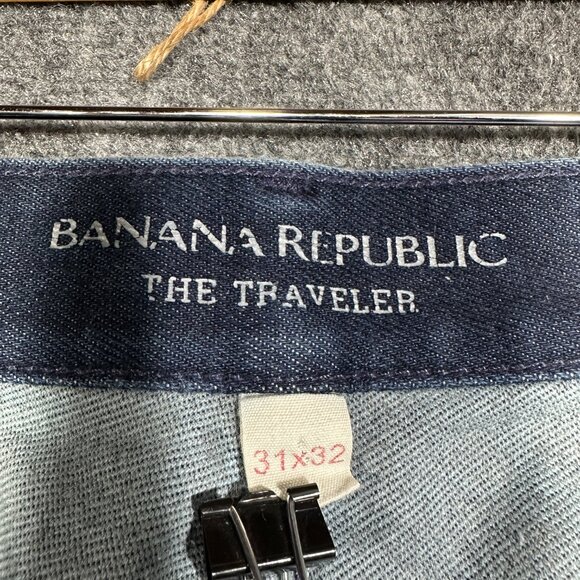 BANANA REPUBLIC
THE TRAVELER
31x32